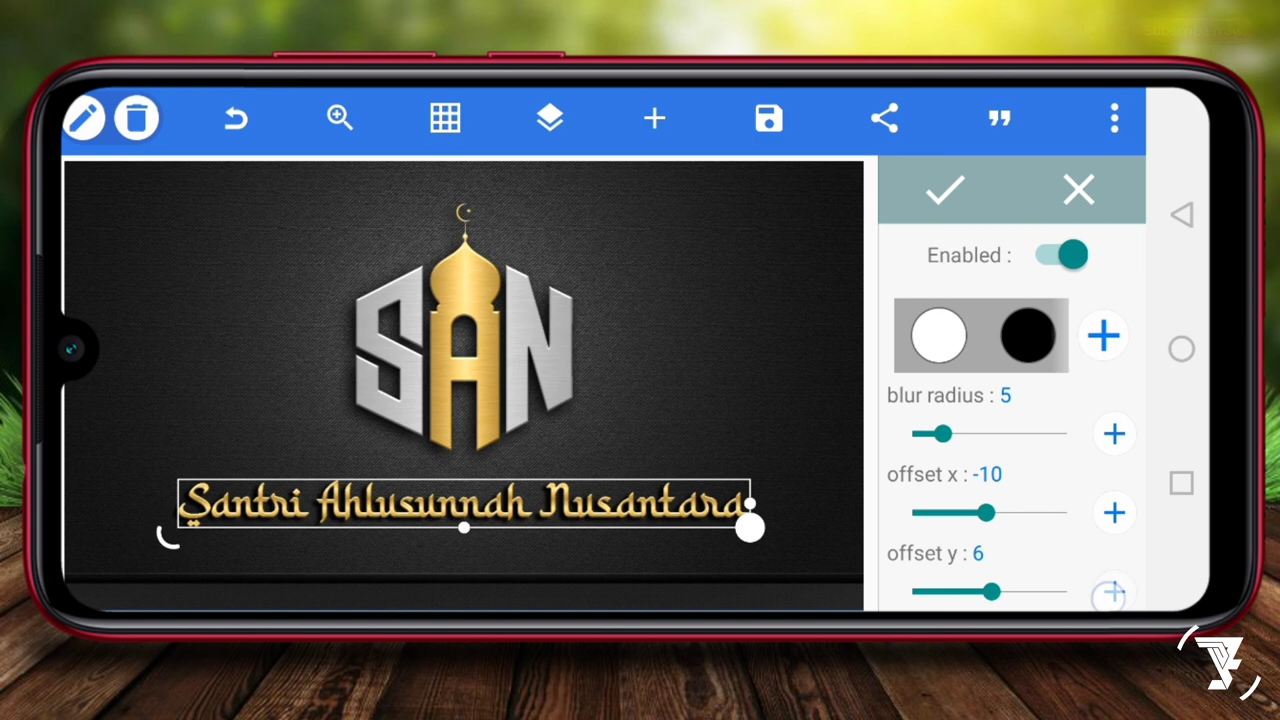 SAN
Santri Ahlusunnah Nusantara
Enabled :
blur radius : 5
offset x : -10
offset y : 6